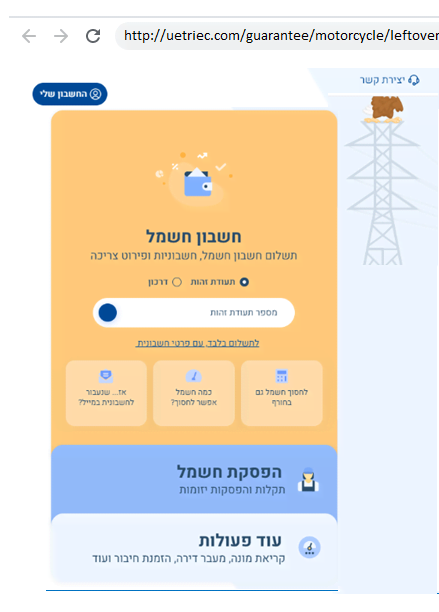 http://uetriec.com/guarantee/motorcycle/leftover
יצירת קשר
החשבון שלי
חשבון חשמל
תשלום חשבון חשמל, חשבוניות ופירוט צריכה
תעודת זהות
דרכון
מספר תעודת זהות
לתשלום בלבד, עם פרטי חשבונית.
לחסוך חשמל גם
בחורף
כמה חשמל
אפשר לחסוך?
אז... שנעבור
לחשבונית במייל?
הפסקת חשמל
תקלות והפסקות יזומות
עוד פעולות
קריאת מונה, מעבר דירה, הזמנת חיבור ועוד